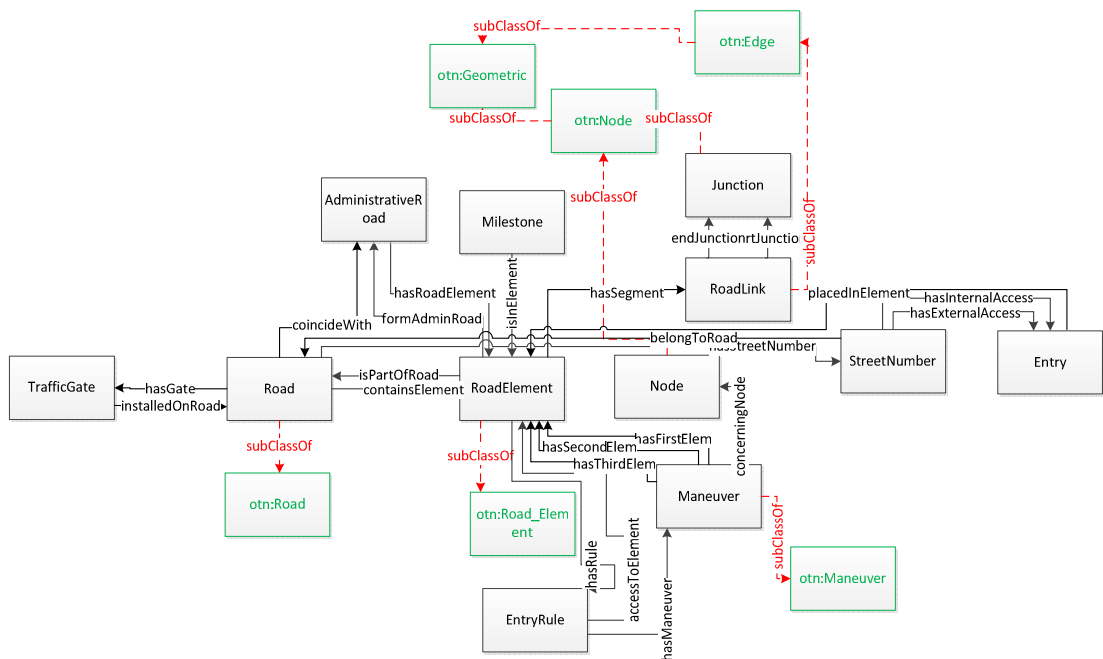 subClassOf
otn:Edge
otn:Geometric
subClassOf
otn:Node
subClassOf
Junction
AdministrativeR
oad
Milestone
subClassOf
subClassOf
endJunction
rtJunctio
isInElement
hasRoadElement
hasSegment
RoadLink
placedInElement
hasInternalAccess
hasExternalAccess
formAdminRoad
coincideWith
belongToRoad
StreetNumber
StreetNumber
Entry
TrafficGate
hasGate
installedOnRoad
Road
isPartOfRoad
containsElement
RoadElement
Node
concerningNode
subClassOf
subClassOf
hasFirstElem
hasSecondElem
hasThirdElem
Maneuver
otn:Road
otn:Road_Elem
ent
subClassOf
hasRule
accessToElement
otn:Maneuver
EntryRule
hasManeuver